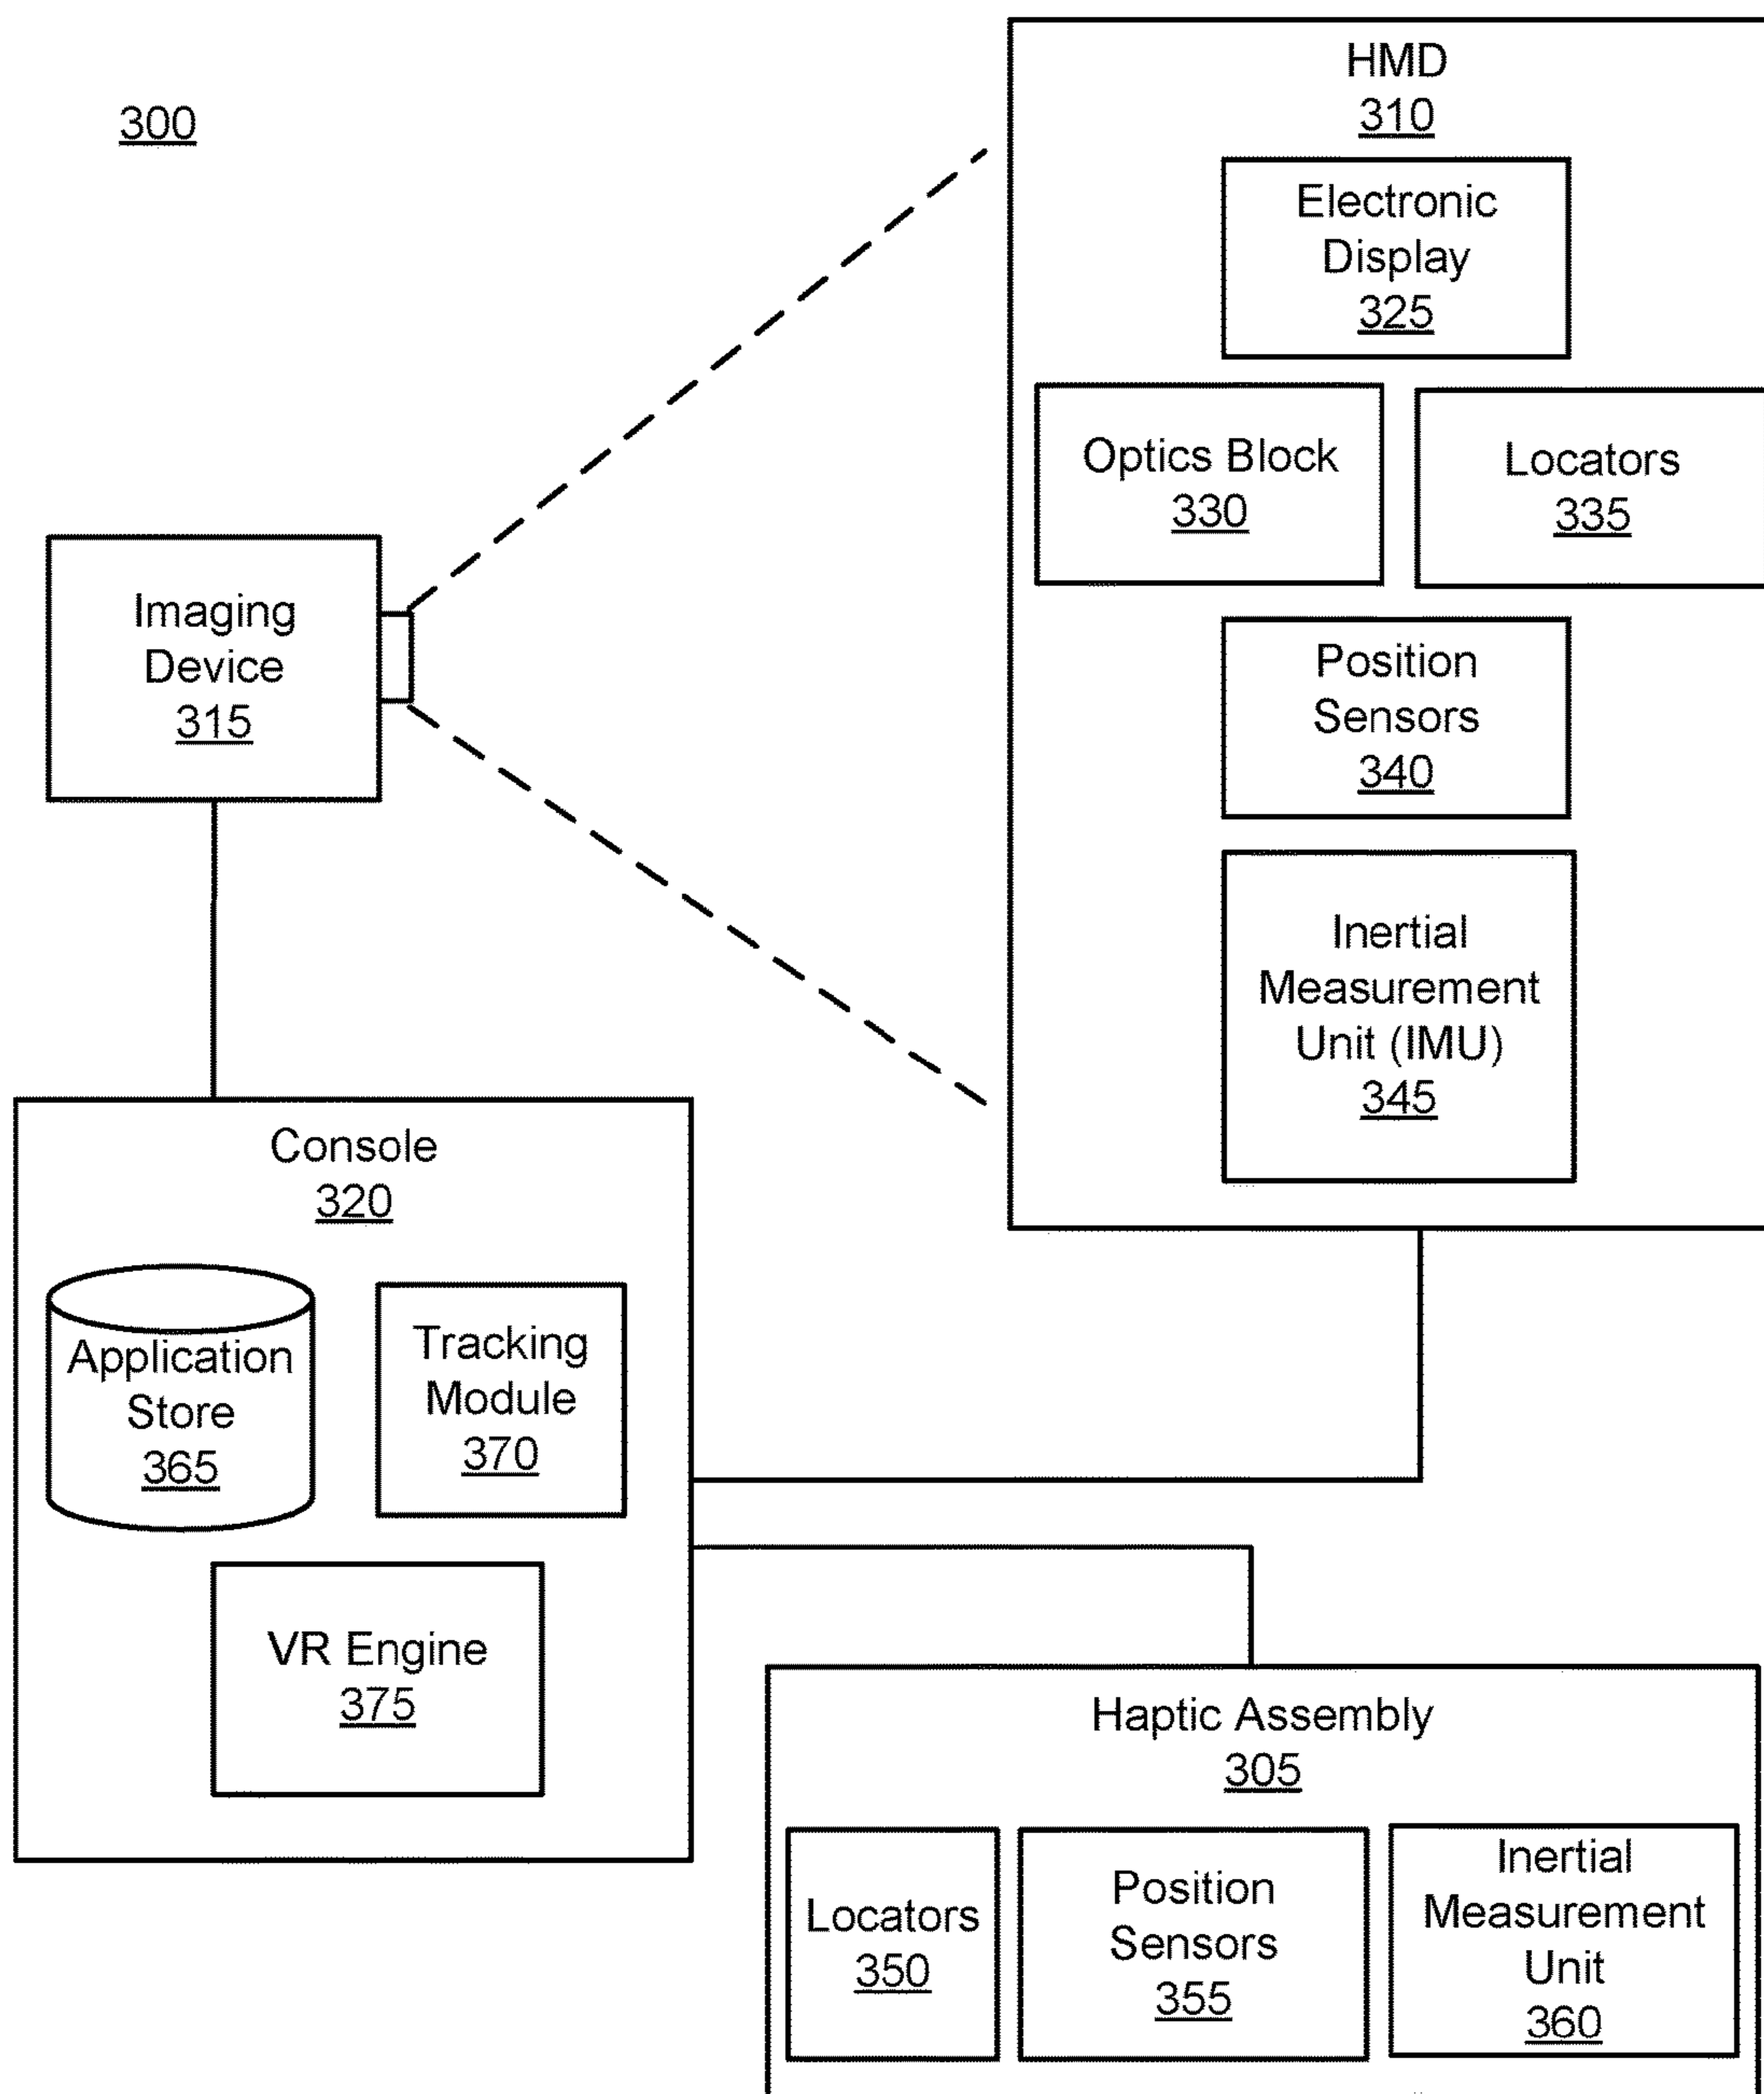 300
HMD
310
Electronic
Display
325
Optics Block
330
Locators
335
Imaging
Device
315
Position
Sensors
340
Inertial
Measurement
Unit (IMU)
345
Console
320
Application
Store
365
Tracking
Module
370
VR Engine
375
Haptic Assembly
305
Locators
350
Position
Sensors
355
Inertial
Measurement
Unit
360